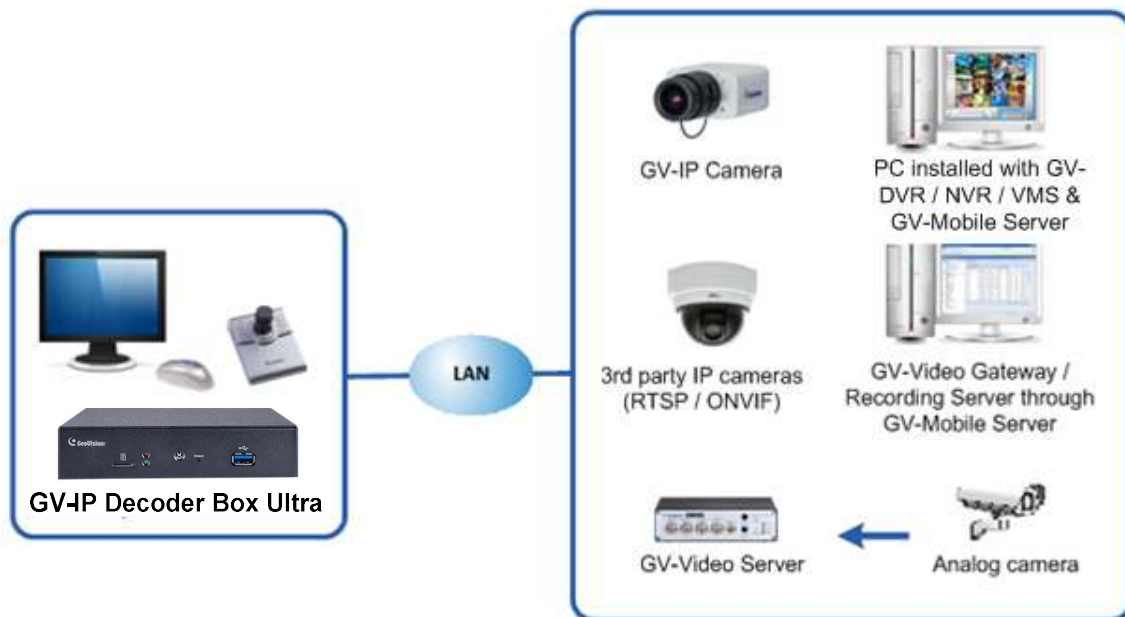 GV-IP Camera
PC installed with GV-
DVR / NVR / VMS &
GV-Mobile Server
LAN
3rd party IP cameras
(RTSP / ONVIF)
GV-Video Gateway /
Recording Server through
GV-Mobile Server
GeoVision
GV-IP Decoder Box Ultra
GV-Video Server
Analog camera